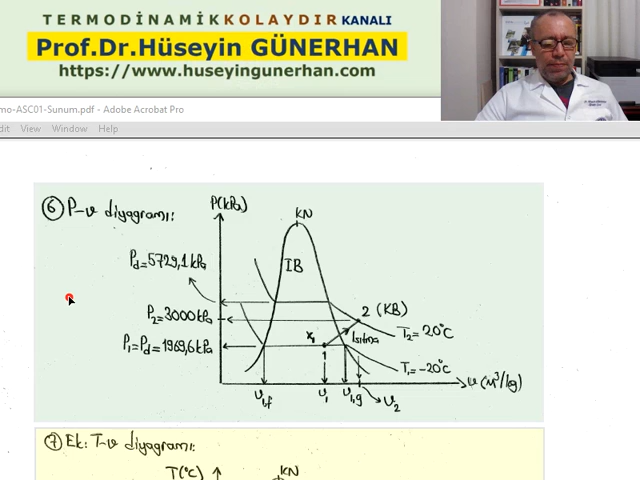 TERMODİNAMİKKOLAYDIR KANALI
Prof.Dr.Hüseyin GÜNERHAN
https://www.huseyingunerhan.com
mo-ASC01-Sunum.pdf - Adobe Acrobat Pro
dit View Window Help
⑥ P-v diyagramı:
P(kPa)
KN
Pd=5729,1 kPa
IB
P2=3000 kPa
2 (KB)
T2=20°C
P1=Pd=1969,6 kPa
x1
Isıtma
1
T1=-20°C
v1,f
v1
v1,g
v2
v(m³/kg)
⑦ Ek: T-v diyagramı:
T(°C)
KN